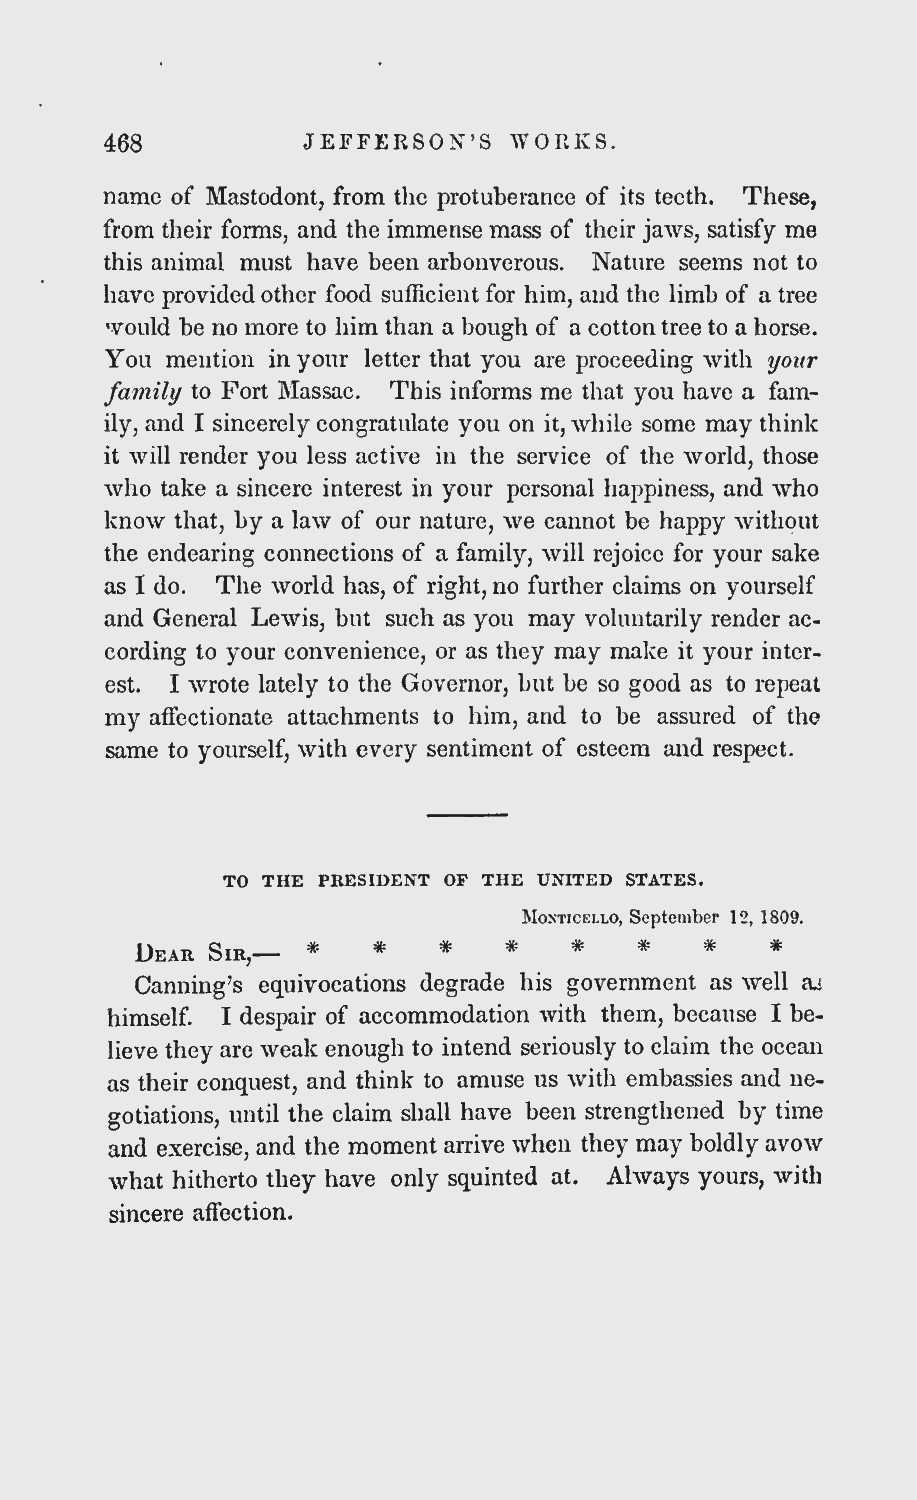 468 JEFFERSON'S WORKS.
name of Mastodont, from the protuberance of its teeth. These,
from their forms, and the immense mass of their jaws, satisfy me
this animal must have been arbonverous. Nature seems not to
have provided other food sufficient for him, and the limb of a tree
would be no more to him than a bough of a cotton tree to a horse.
You mention in your letter that you are proceeding with your
family to Fort Massac. This informs me that you have a fam-
ily, and I sincerely congratulate you on it, while some may think
it will render you less active in the service of the world, those
who take a sincere interest in your personal happiness, and who
know that, by a law of our nature, we cannot be happy without
the endearing connections of a family, will rejoice for your sake
as I do. The world has, of right, no further claims on yourself
and General Lewis, but such as you may voluntarily render ac-
cording to your convenience, or as they may make it your inter-
est. I wrote lately to the Governor, but be so good as to repeat
my affectionate attachments to him, and to be assured of the
same to yourself, with every sentiment of esteem and respect.
TO THE PRESIDENT OF THE UNITED STATES.
Monticello, September 12, 1809.
Dear Sir,— * * * * * * * *
Canning's equivocations degrade his government as well as
himself. I despair of accommodation with them, because I be-
lieve they are weak enough to intend seriously to claim the ocean
as their conquest, and think to amuse us with embassies and ne-
gotiations, until the claim shall have been strengthened by time
and exercise, and the moment arrive when they may boldly avow
what hitherto they have only squinted at. Always yours, with
sincere affection.